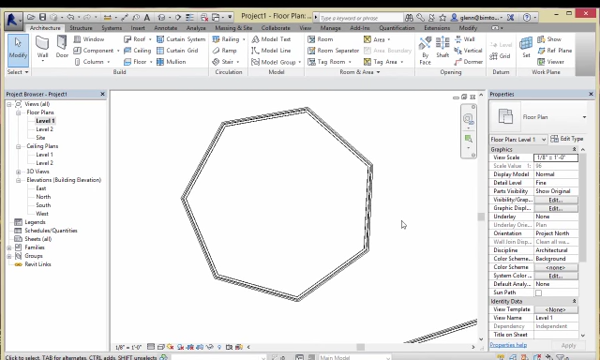 Project1 - Floor Plan:
Type a keyword or phrase
glenn@bimto...
Architecture Structure Systems Insert Annotate Analyze Massing & Site Collaborate View Manage Add-Ins Quantification Extensions Modify
Modify Wall Door Window Component Column Roof Ceiling Floor Curtain System Curtain Grid Mullion Railing Ramp Stair Model Text Model Line Model Group Room Room Separator Tag Room Area Area Boundary Tag Area By Face Shaft Wall Vertical Dormer Set Show Ref Plane Viewer
Select Build Circulation Model Room & Area Opening Datum Work Plane
Project Browser - Project1
Views (all)
Floor Plans
Level 1
Level 2
Site
Ceiling Plans
Level 1
Level 2
3D Views
Elevations (Building Elevation)
East
North
South
West
Legends
Schedules/Quantities
Sheets (all)
Families
Groups
Revit Links
Properties
Floor Plan
Floor Plan: Level 1 Edit Type
Graphics
View Scale 1/8" = 1'-0"
Scale Value 1: 96
Display Model Normal
Detail Level Fine
Parts Visibility Show Original
Visibility/Grap... Edit...
Graphic Displ... Edit...
Underlay None
Underlay Orie... Plan
Orientation Project North
Wall Join Displ... Clean all wa...
Discipline Architectural
Color Scheme... Background
Color Scheme <none>
System Color ... Edit...
Default Analy... None
Sun Path
Identity Data
View Template <None>
View Name Level 1
Dependency Independent
Title on Sheet
Properties help Apply
1/8" = 1'-0"
Click to select, TAB for alternates, CTRL adds, SHIFT unselects.
Main Model